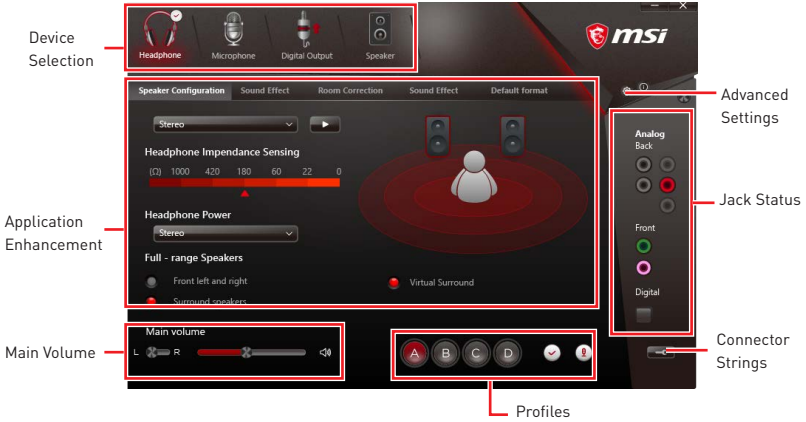 Device
Selection
Headphone
Microphone
Digital Output
Speaker
msi
Speaker Configuration
Sound Effect
Room Correction
Sound Effect
Default format
Advanced
Settings
Stereo
Headphone Impendance Sensing
(Ω) 1000 420 180 60 22 0
Headphone Power
Stereo
Full - range Speakers
Front left and right
Virtual Surround
Surround speakers
Application
Enhancement
Analog
Back
Front
Digital
Jack Status
Main volume
L
R
Main Volume
A
B
C
D
Connector
Strings
Profiles